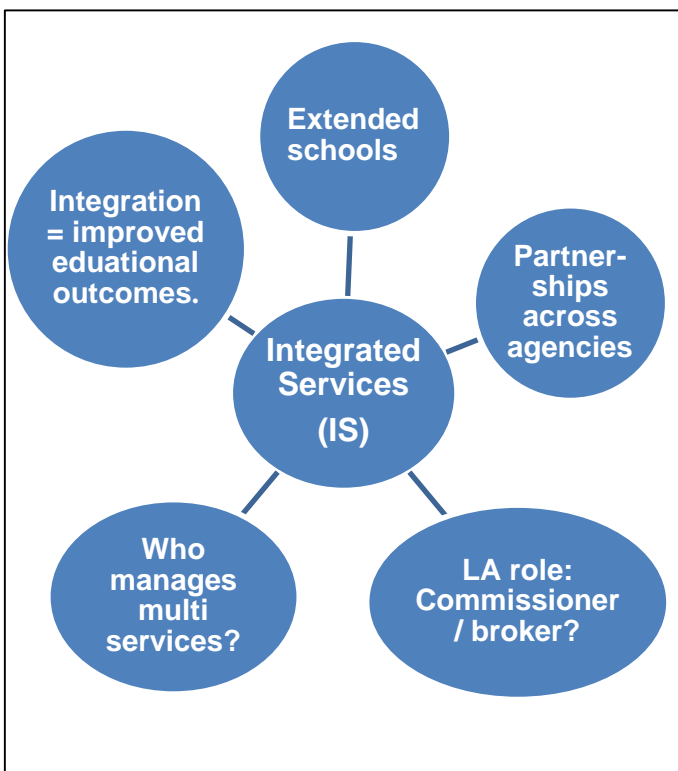 Extended
schools
Integration
= improved
eduational
outcomes.
Partner-
ships
across
agencies
Integrated
Services
(IS)
Who
manages
multi
services?
LA role:
Commissioner
/ broker?